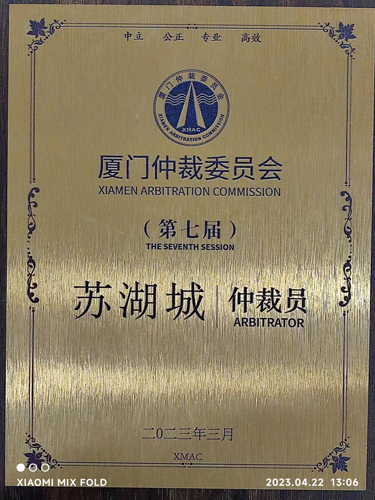 中立 公正 专业 高效
厦门仲裁委员会
XMAC
XIAMEN ARBITRATION COMMISSION
厦门仲裁委员会
XIAMEN ARBITRATION COMMISSION
(第七届)
THE SEVENTH SESSION
苏湖城 | 仲裁员
ARBITRATOR
二〇二三年三月
XMAC
XIAOMI MIX FOLD
2023.04.22 13:06